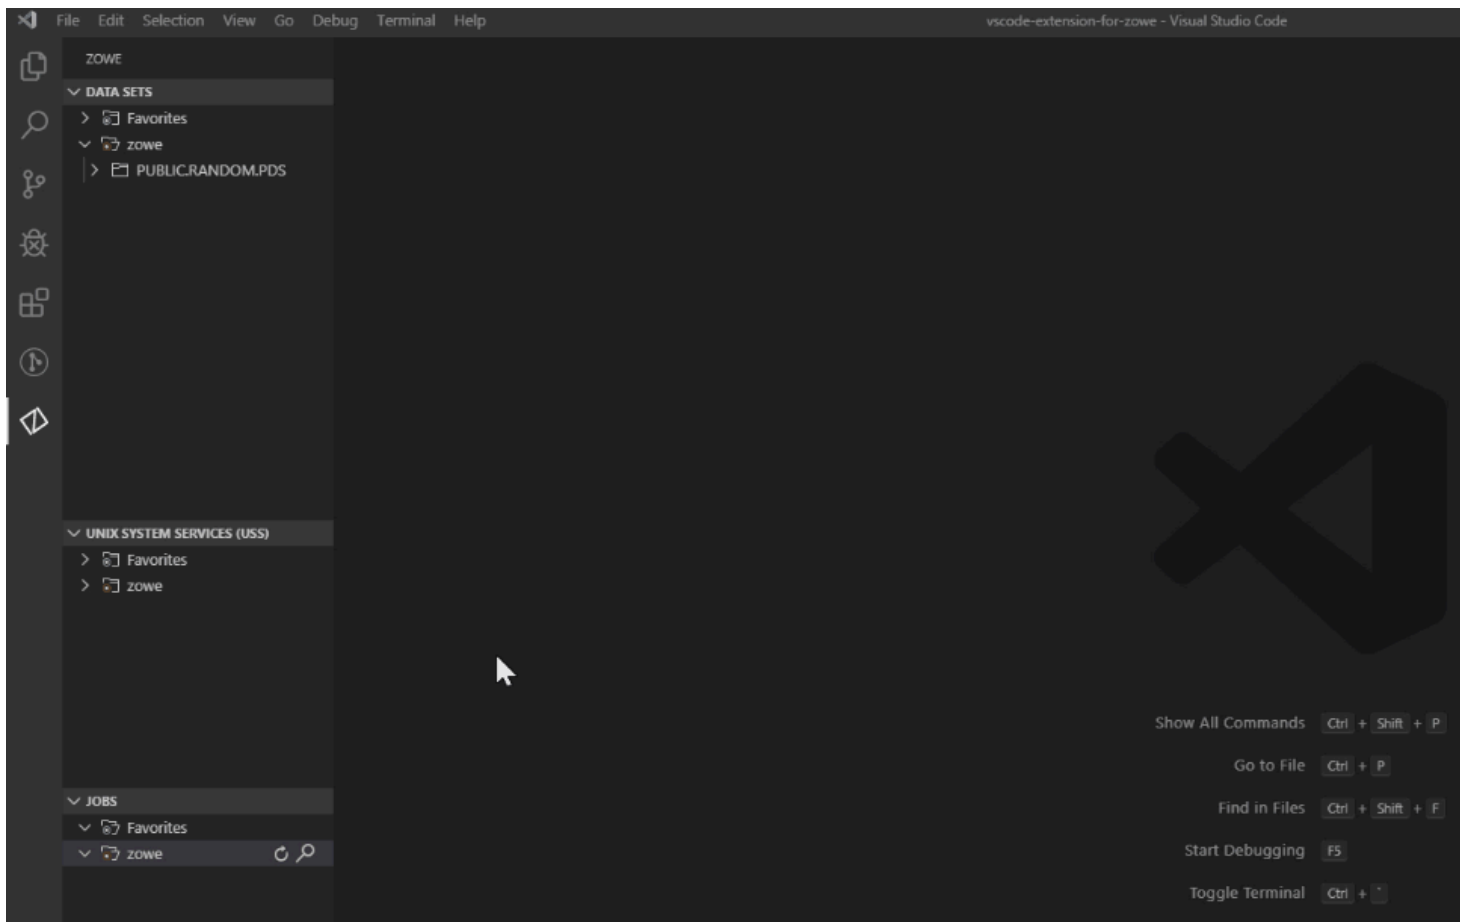 File Edit Selection View Go Debug Terminal Help
vscode-extension-for-zowe - Visual Studio Code
ZOWE
DATA SETS
Favorites
zowe
PUBLIC.RANDOM.PDS
UNIX SYSTEM SERVICES (USS)
Favorites
zowe
JOBS
Favorites
zowe
Show All Commands Ctrl + Shift + P
Go to File Ctrl + P
Find in Files Ctrl + Shift + F
Start Debugging F5
Toggle Terminal Ctrl + `